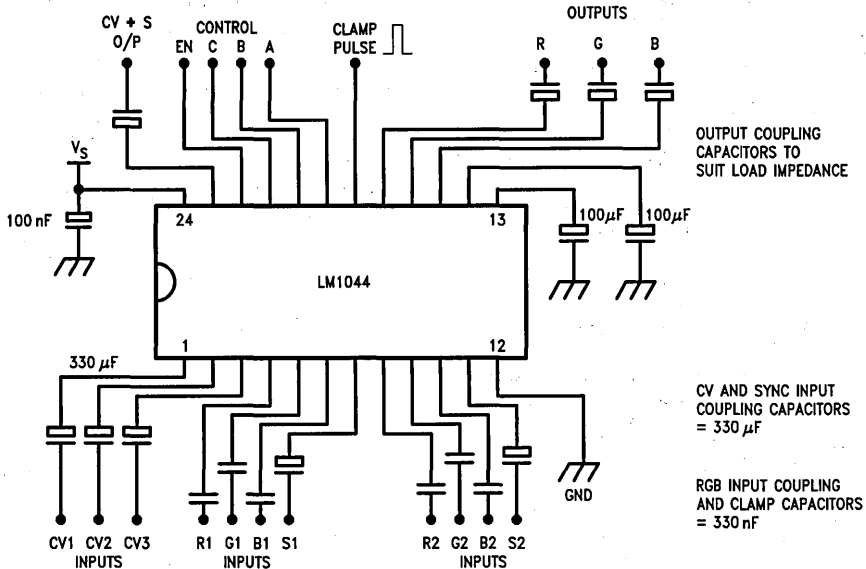 CV + S
O/P
CONTROL
EN C B A
CLAMP
PULSE
OUTPUTS
R G B
OUTPUT COUPLING
CAPACITORS TO
SUIT LOAD IMPEDANCE
VS
100 nF
24
13
100µF
100µF
LM1044
1
12
330 µF
CV AND SYNC INPUT
COUPLING CAPACITORS
= 330 µF
GND
RGB INPUT COUPLING
AND CLAMP CAPACITORS
= 330 nF
CV1 CV2 CV3
INPUTS
R1 G1 B1 S1
INPUTS
R2 G2 B2 S2
INPUTS